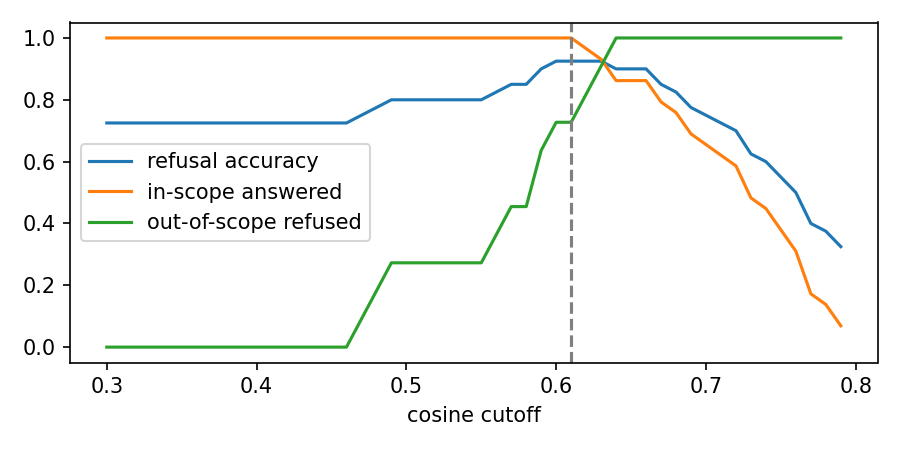 1.0
0.8
0.6
0.4
0.2
0.0
refusal accuracy
in-scope answered
out-of-scope refused
0.3 0.4 0.5 0.6 0.7 0.8
cosine cutoff